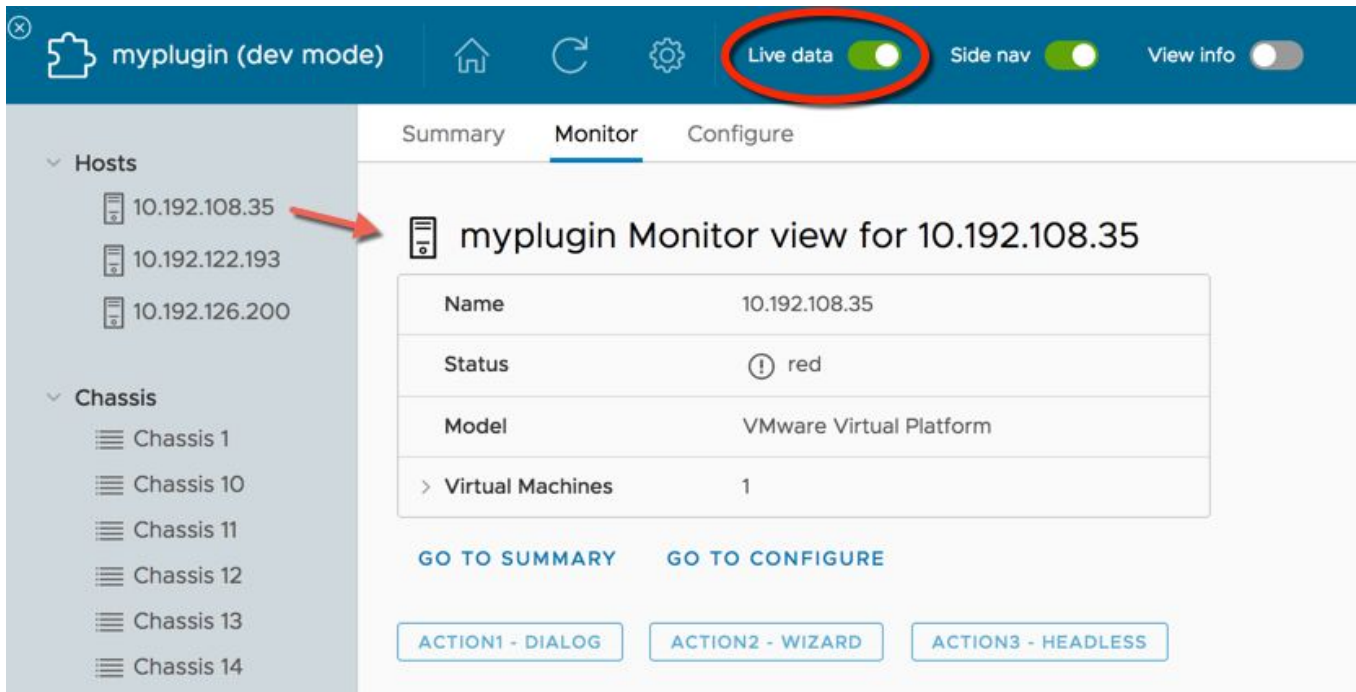 myplugin (dev mode) Live data Side nav View info
Summary Monitor Configure
Hosts
10.192.108.35
10.192.122.193
10.192.126.200
Chassis
Chassis 1
Chassis 10
Chassis 11
Chassis 12
Chassis 13
Chassis 14
myplugin Monitor view for 10.192.108.35
Name 10.192.108.35
Status red
Model VMware Virtual Platform
Virtual Machines 1
GO TO SUMMARY GO TO CONFIGURE
ACTION1 - DIALOG ACTION2 - WIZARD ACTION3 - HEADLESS